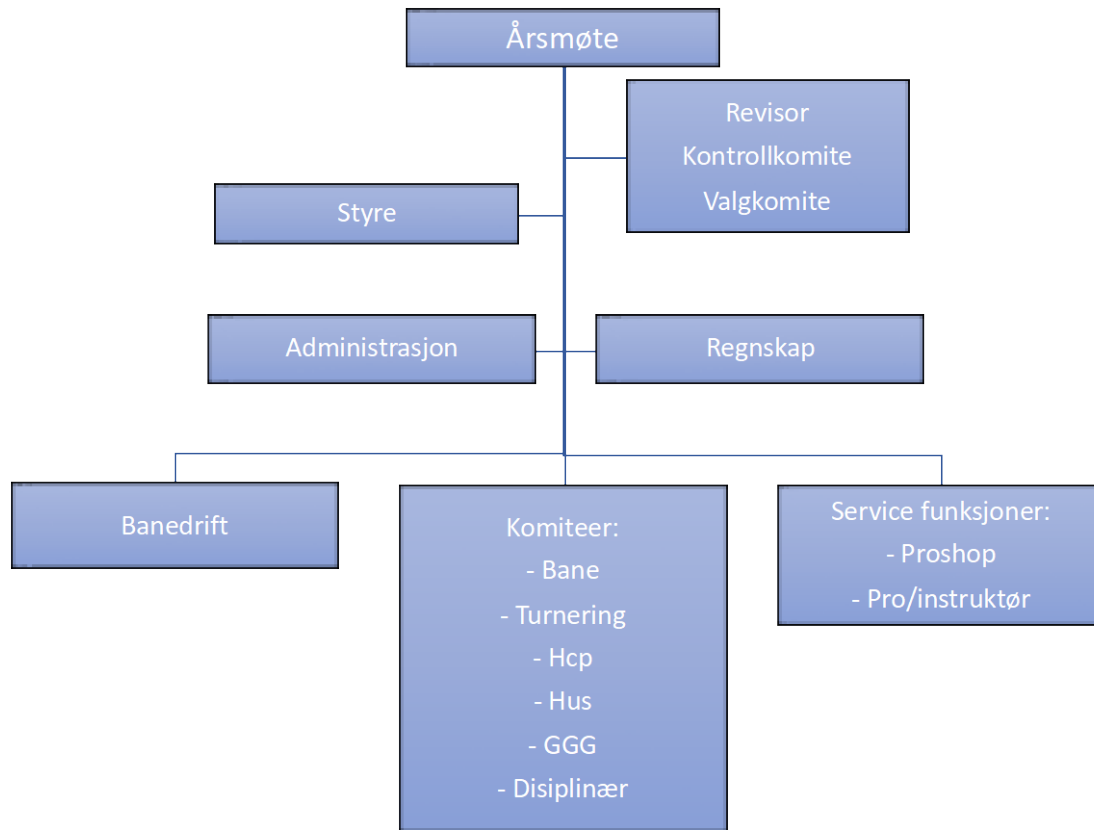 Årsmøte
Revisor
Kontrollkomite
Valgkomite
Styre
Administrasjon
Regnskap
Banedrift
Komiteer:
- Bane
- Turnering
- Hcp
- Hus
- GGG
- Disiplinær
Service funksjoner:
- Proshop
- Pro/instruktør